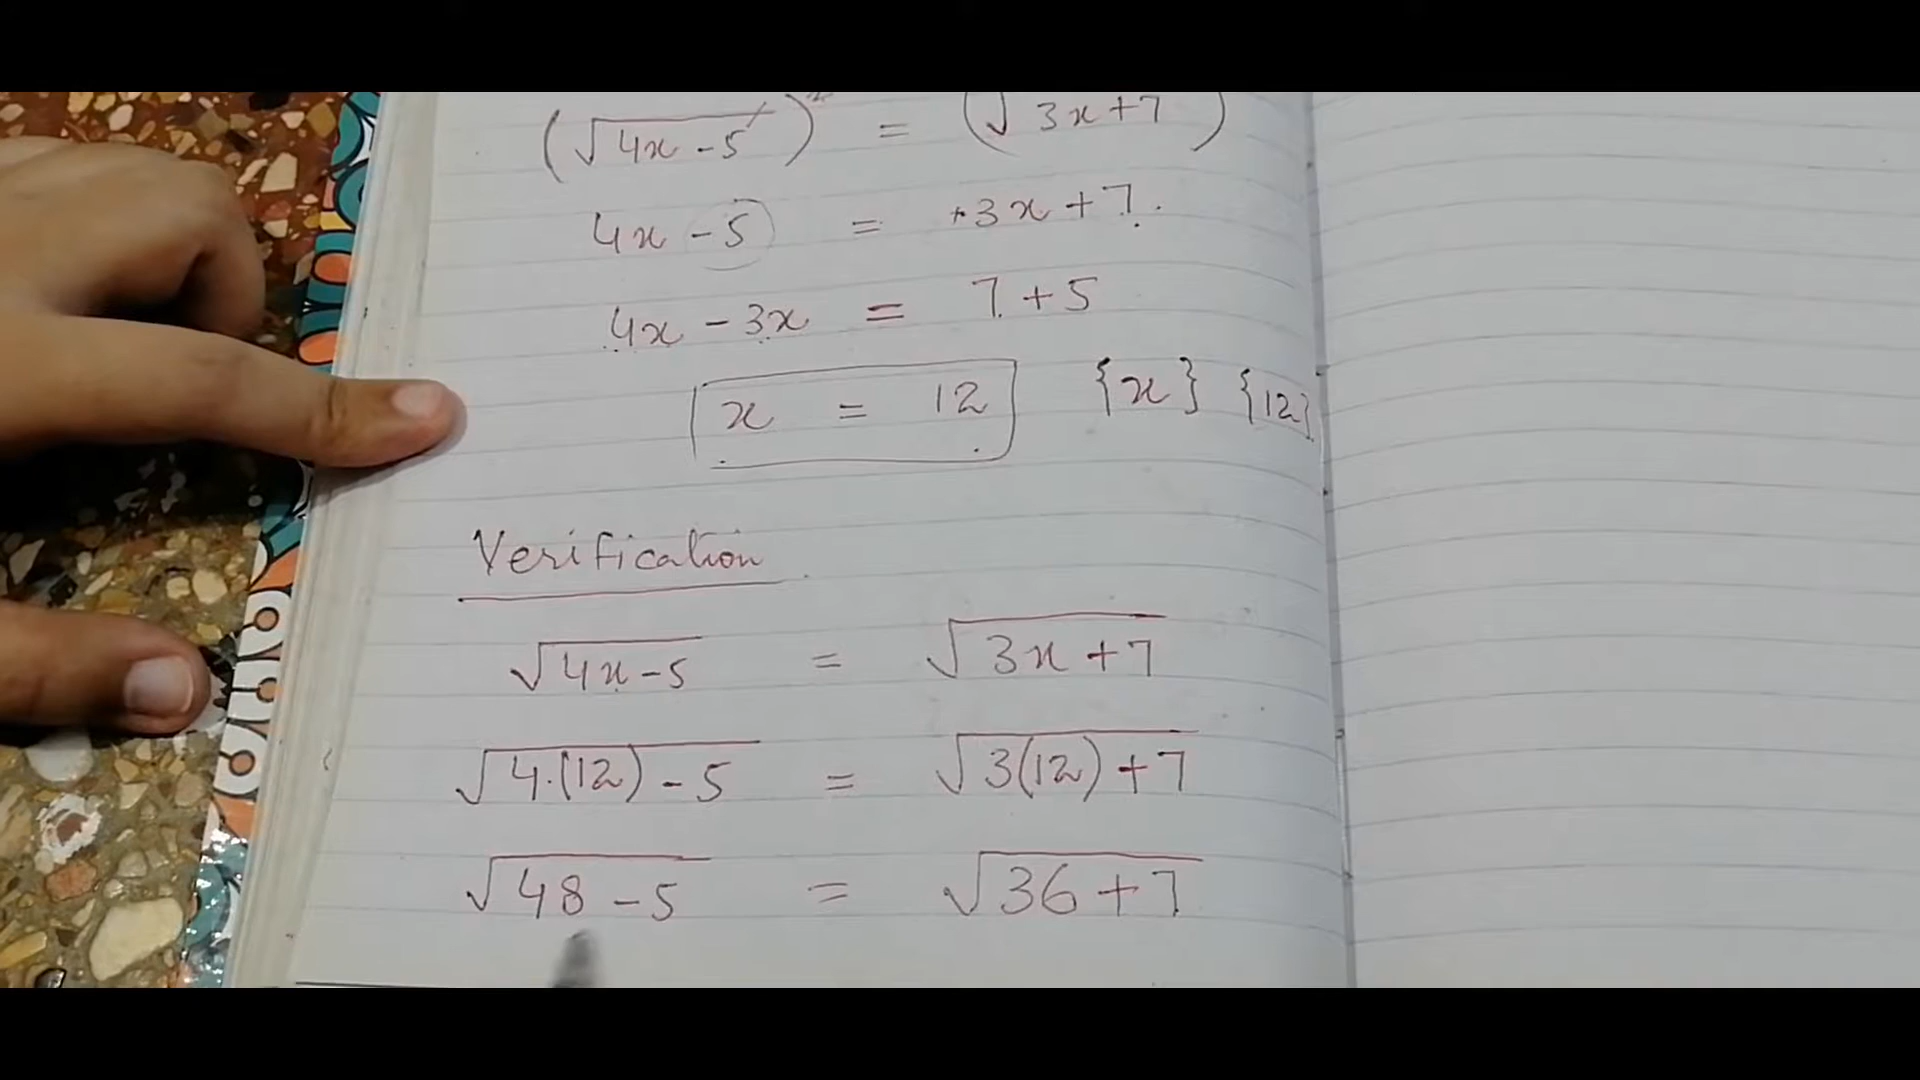 (√4x-5)² = (√3x+7)
4x-5 = +3x+7.
4x-3x = 7+5
x = 12 {x} {12}
Verification
√4x-5 = √3x+7
√4.(12)-5 = √3(12)+7
√48-5 = √36+7